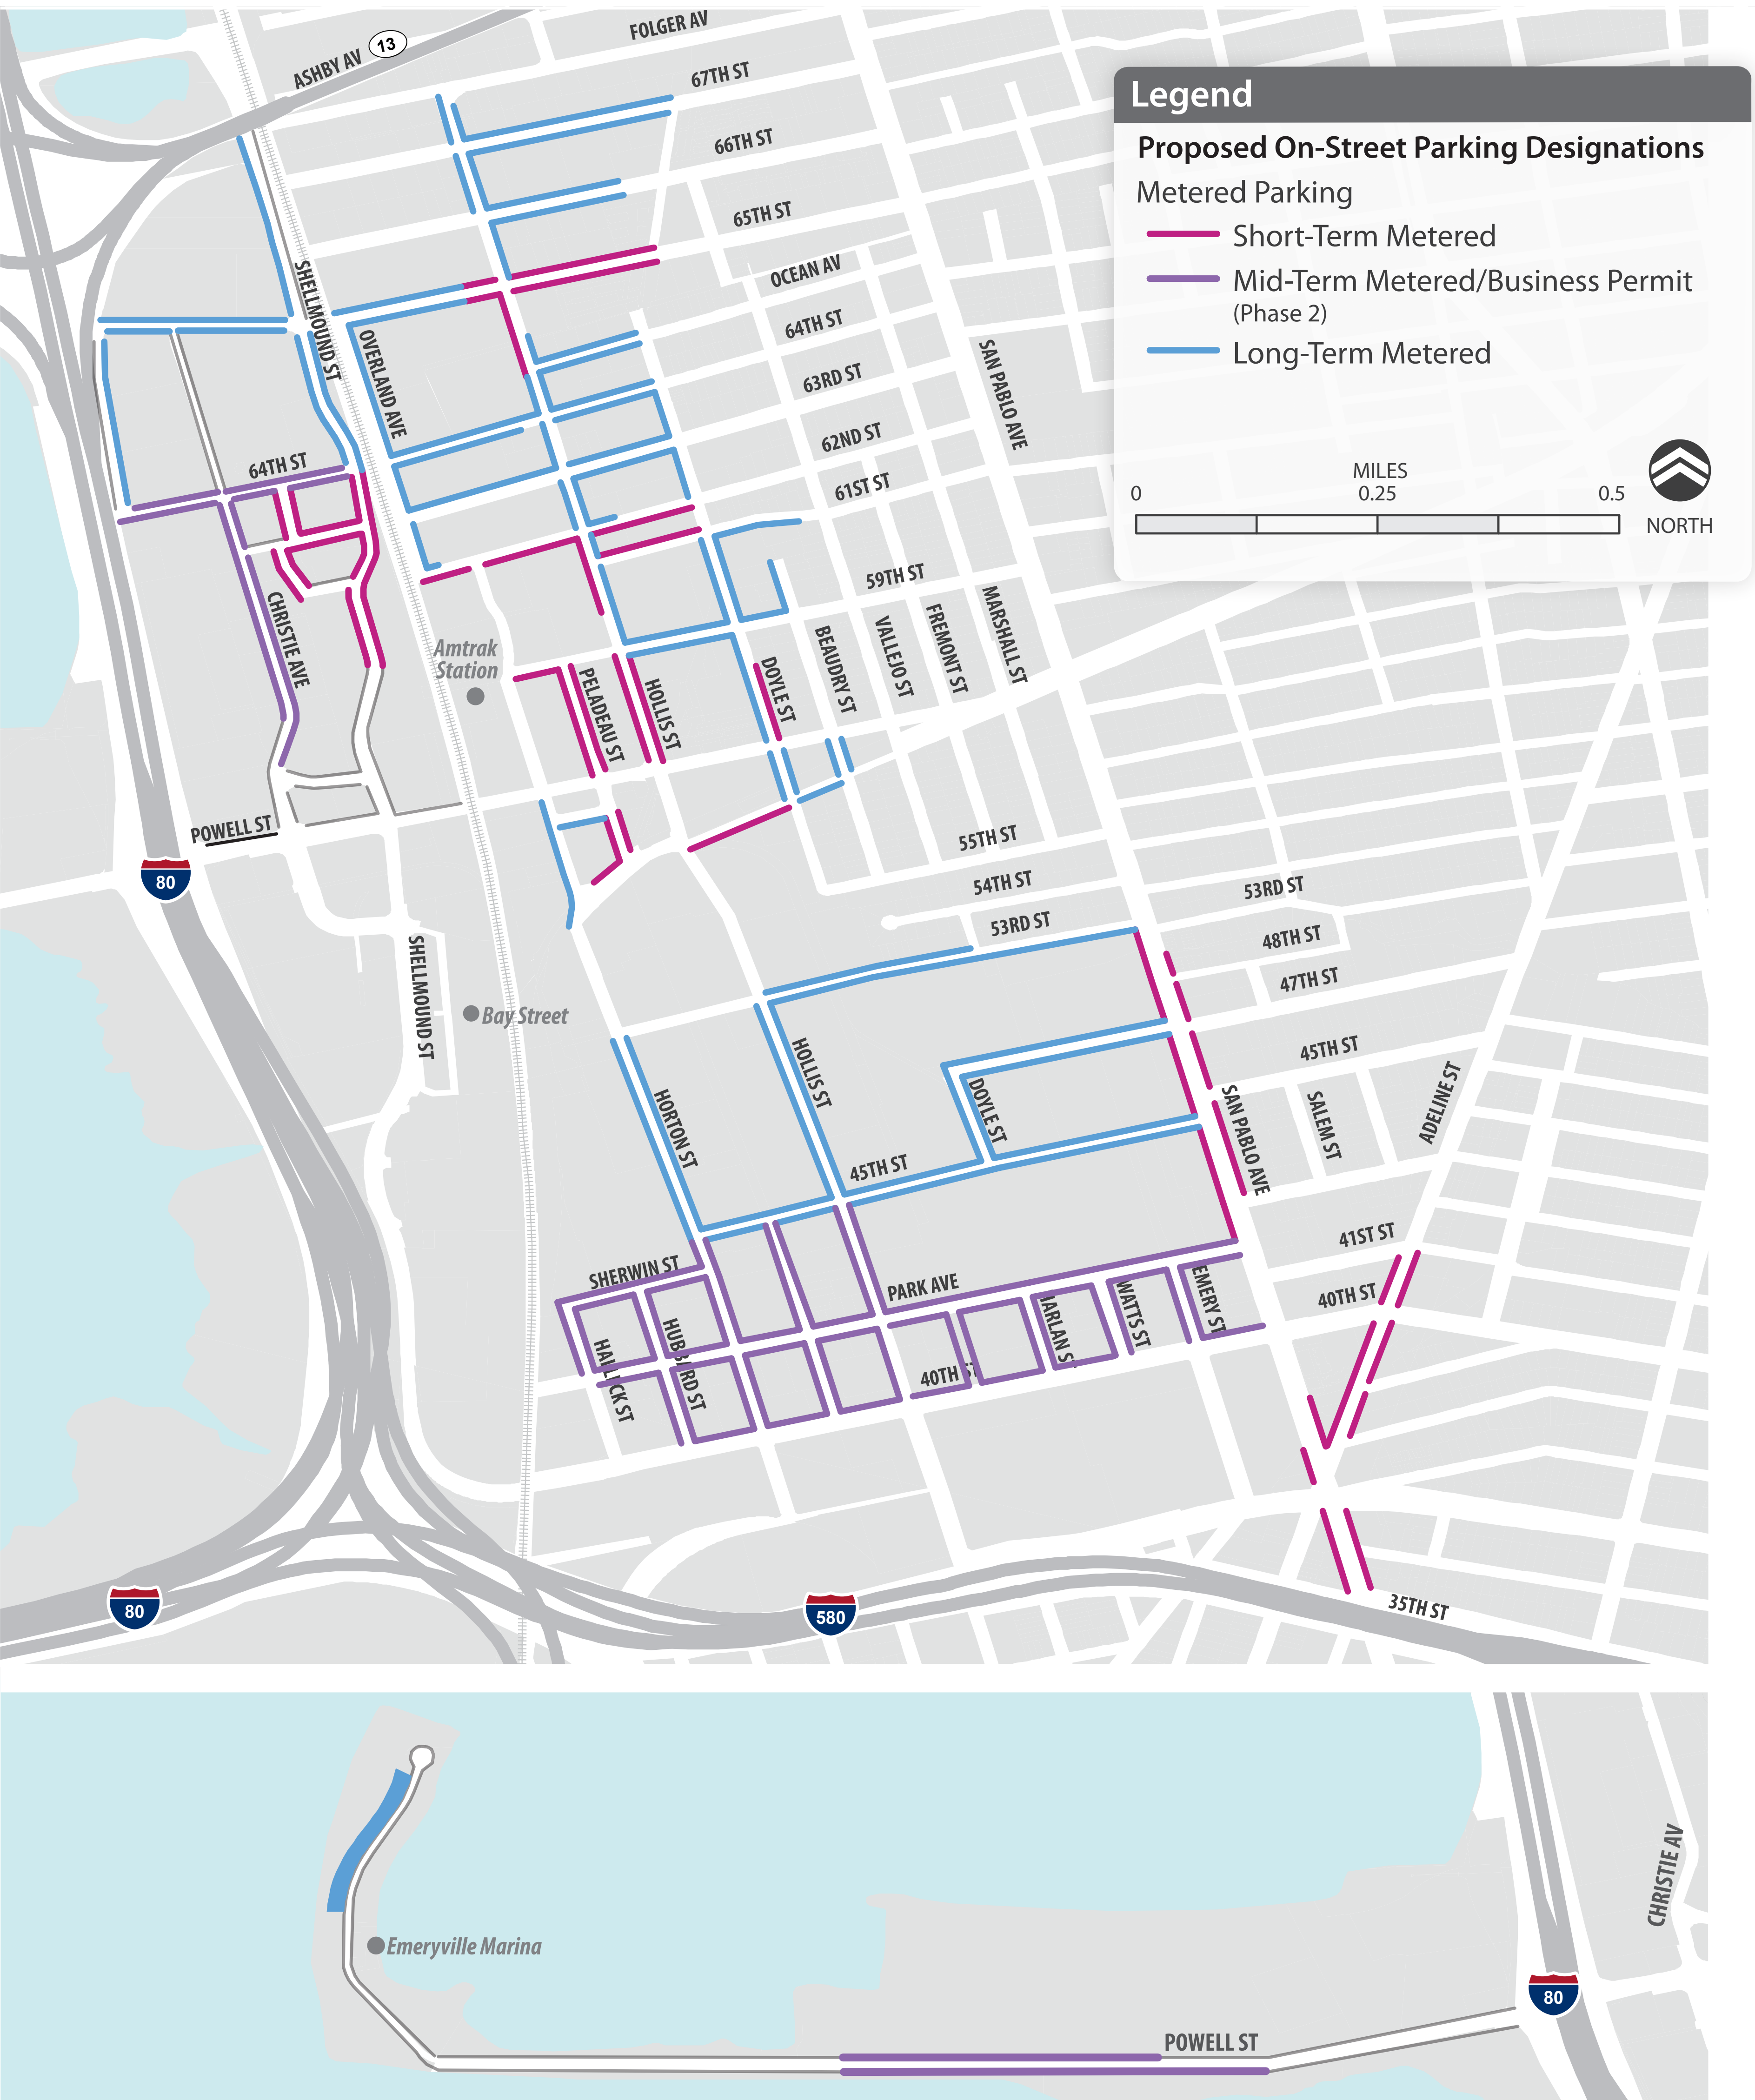 FOLGER AV
ASHBY AV
13
67TH ST
66TH ST
65TH ST
OCEAN AV
64TH ST
63RD ST
62ND ST
61ST ST
59TH ST
Legend
Proposed On-Street Parking Designations
Metered Parking
Short-Term Metered
Mid-Term Metered/Business Permit
(Phase 2)
Long-Term Metered
MILES
0 0.25 0.5
NORTH
SHELLMOUND ST
OVERLAND AVE
SAN PABLO AVE
64TH ST
CHRISTIE AVE
Amtrak
Station
PELADEAU ST
HOLLIS ST
DOYLE ST
BEAUDRY ST
VALLEJO ST
FREMONT ST
MARSHALL ST
POWELL ST
80
55TH ST
54TH ST
53RD ST
53RD ST
48TH ST
47TH ST
45TH ST
SHELLMOUND ST
Bay Street
HORTON ST
HOLLIS ST
DOYLE ST
45TH ST
SAN PABLO AVE
SALEM ST
ADELINE ST
41ST ST
40TH ST
SHERWIN ST
PARK AVE
HUBBARD ST
WATTS ST
EMERY ST
40TH ST
80
580
35TH ST
Emeryville Marina
POWELL ST
80
CHRISTIE AV